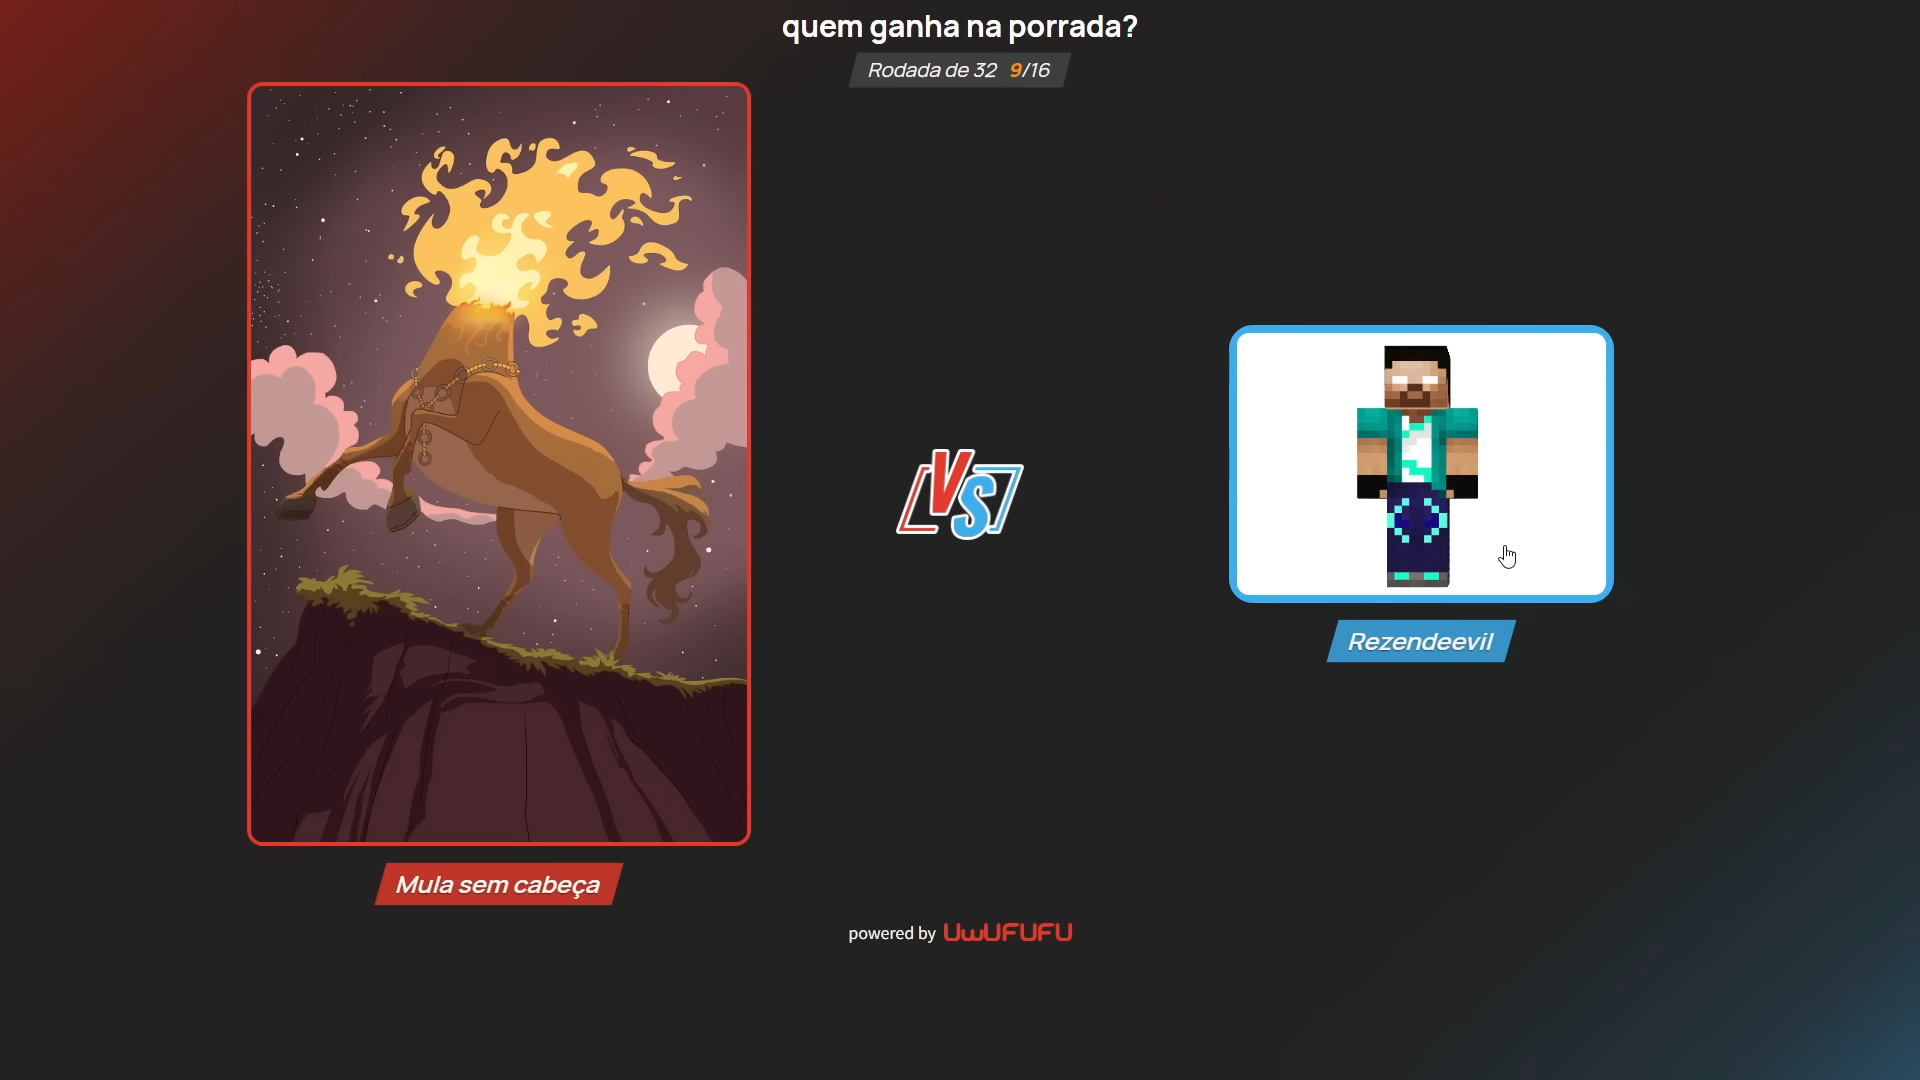 quem ganha na porrada?
Rodada de 32 9/16
VS
Rezendeevil
Mula sem cabeça
powered by UwUFUFU